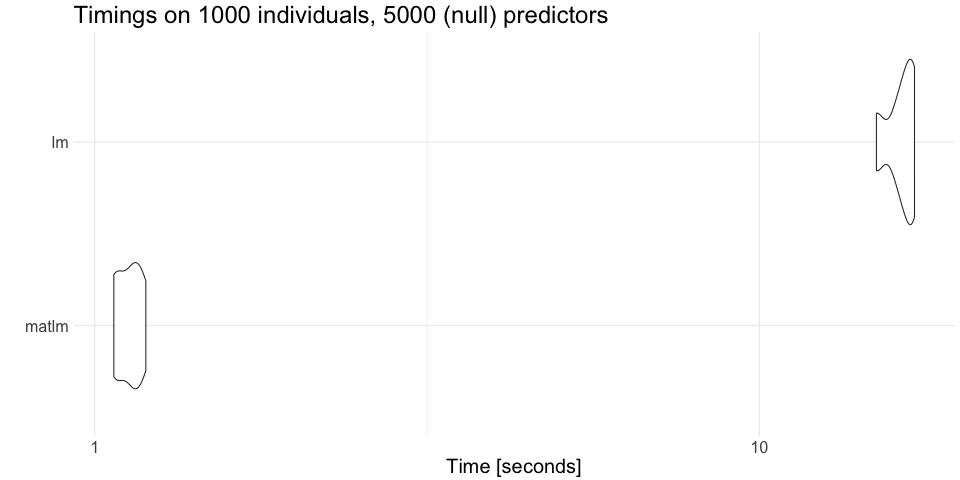 Timings on 1000 individuals, 5000 (null) predictors
lm
matlm
1
10
Time [seconds]